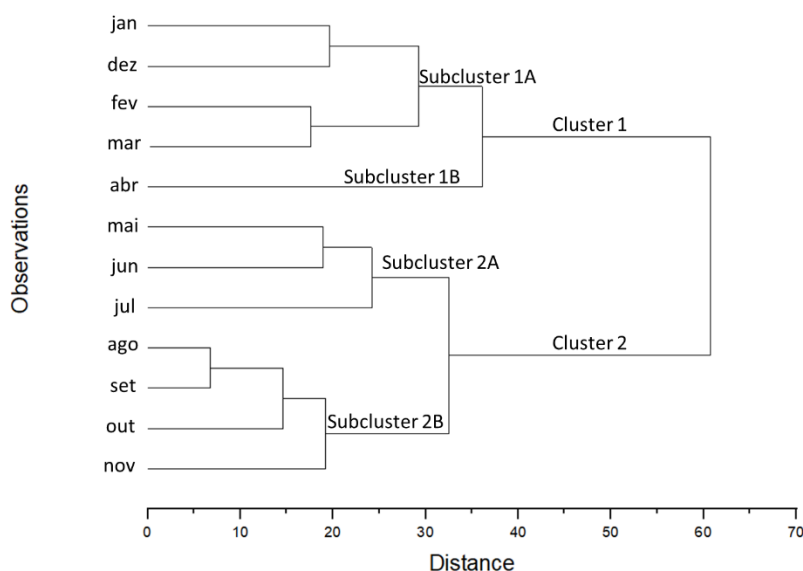 jan
dez
fev
mar
abr
mai
jun
jul
ago
set
out
nov
Observations
Subcluster 1A
Cluster 1
Subcluster 1B
Subcluster 2A
Cluster 2
Subcluster 2B
0 10 20 30 40 50 60 70
Distance